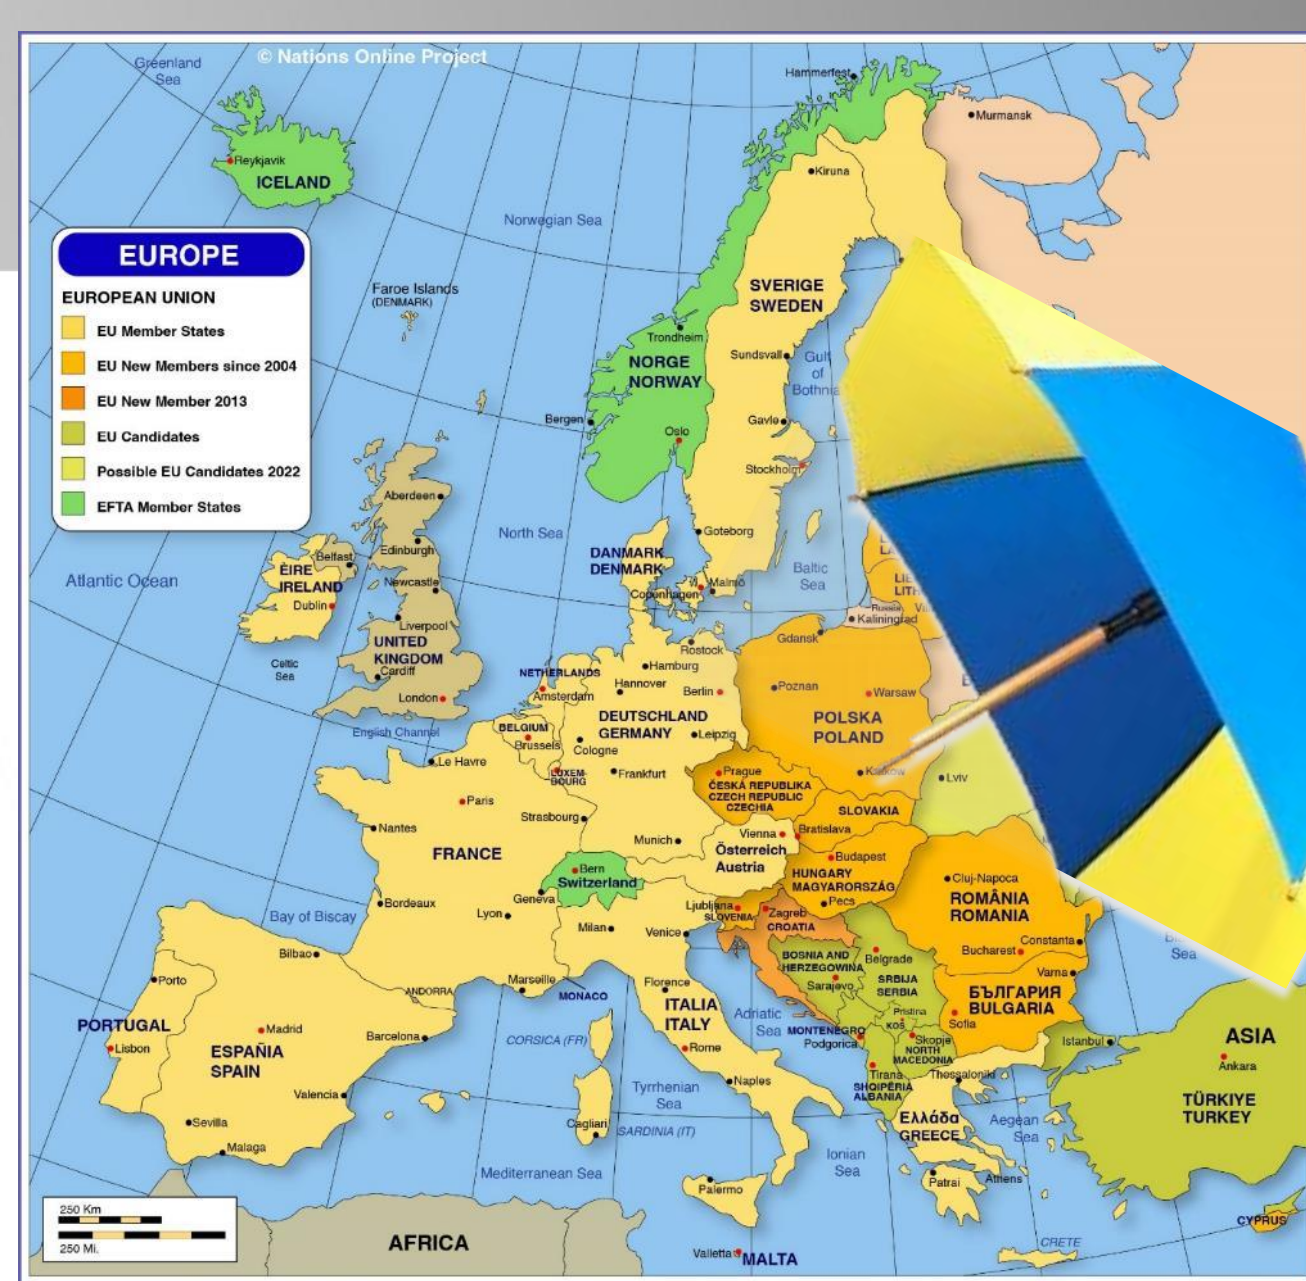 © Nations Online Project
Greenland
Sea
Hammerfest
Murmansk
Reykjavik
ICELAND
Kiruna
Norwegian Sea
EUROPE
EUROPEAN UNION
EU Member States
EU New Members since 2004
EU New Member 2013
EU Candidates
Possible EU Candidates 2022
EFTA Member States
Faroe Islands
(DENMARK)
SVERIGE
SWEDEN
Trondheim
NORGE
NORWAY
Sundsvall
Gulf
of
Bothnia
Bergen
Gavle
Oslo
Stockholm
Aberdeen
North Sea
Goteborg
Edinburgh
Belfast
ÈIRE
IRELAND
Dublin
Atlantic Ocean
Newcastle
Liverpool
DANMARK
DENMARK
Copenhagen
Malmö
Baltic
Sea
LIT
Russia
Kaliningrad
Gdansk
UNITED
KINGDOM
Cardiff
London
Celtic
Sea
English Channel
NETHERLANDS
Amsterdam
Rostock
Hamburg
Hannover
Berlin
Poznan
Warsaw
BELGIUM
Brussels
DEUTSCHLAND
GERMANY
Leipzig
Cologne
POLSKA
POLAND
Le Havre
LUXEM-
BOURG
Frankfurt
Prague
ČESKÁ REPUBLIKA
CZECH REPUBLIC
CZECHIA
Krakow
Lviv
Paris
Strasbourg
SLOVAKIA
Nantes
Munich
Vienna
Bratislava
Österreich
Austria
FRANCE
Budapest
HUNGARY
MAGYARORSZÁG
Pecs
Cluj-Napoca
ROMÂNIA
ROMANIA
Bern
Switzerland
Geneva
Bordeaux
Lyon
Ljubljana
SLOVENIA
Zagreb
CROATIA
Bay of Biscay
Milan
Venice
Bucharest
Constanta
Sea
Bilbao
BOSNIA AND
HERZEGOWINA
Sarajevo
Belgrade
SRBIJA
SERBIA
Varna
БЪЛГАРИЯ
BULGARIA
Sofia
Porto
ANDORRA
Marseille
MONACO
Florence
ITALIA
ITALY
Adriatic
Sea
MONTENEGRO
Podgorica
Pristina
KOS
Skopje
NORTH
MACEDONIA
PORTUGAL
Lisbon
Madrid
ESPAÑIA
SPAIN
Barcelona
CORSICA (FR)
Rome
Istanbul
ASIA
Ankara
Tirana
SHQIPËRIA
ALBANIA
Thessaloniki
Valencia
Tyrrhenian
Sea
Naples
TÜRKIYE
TURKEY
Sevilla
Malaga
Cagliari
SARDINIA (IT)
Ελλάδα
GREECE
Aegean
Sea
Ionian
Sea
Mediterranean Sea
Palermo
Patrai
Athens
250 Km
250 Mi.
AFRICA
Valletta
MALTA
CRETE
CYPRUS